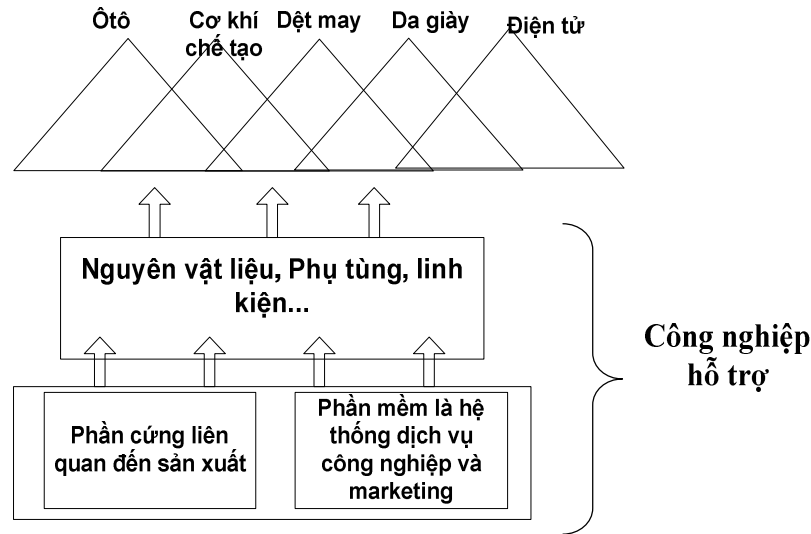 Ôtô
Cơ khí
chế tạo
Dệt may
Da giày
Điện tử
Nguyên vật liệu, Phụ tùng, linh
kiện...
Công nghiệp
hỗ trợ
Phần cứng liên
quan đến sản xuất
Phần mềm là hệ
thống dịch vụ
công nghiệp và
marketing